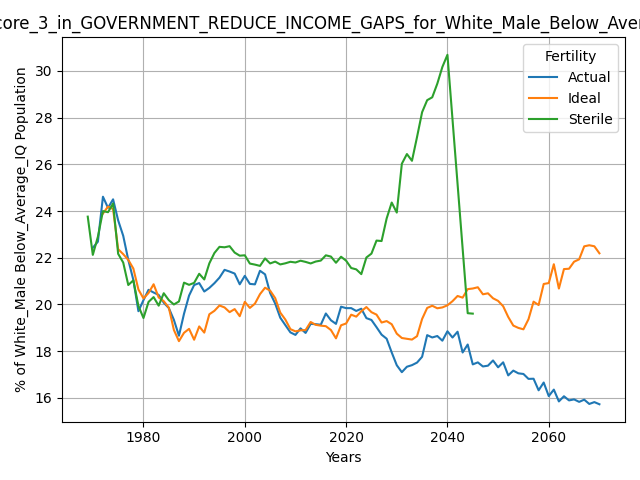 core_3_in_GOVERNMENT_REDUCE_INCOME_GAPS_for_White_Male_Below_Aver
% of White_Male Below_Average_IQ Population
30
28
26
24
22
20
18
16
Fertility
Actual
Ideal
Sterile
1980
2000
2020
2040
2060
Years